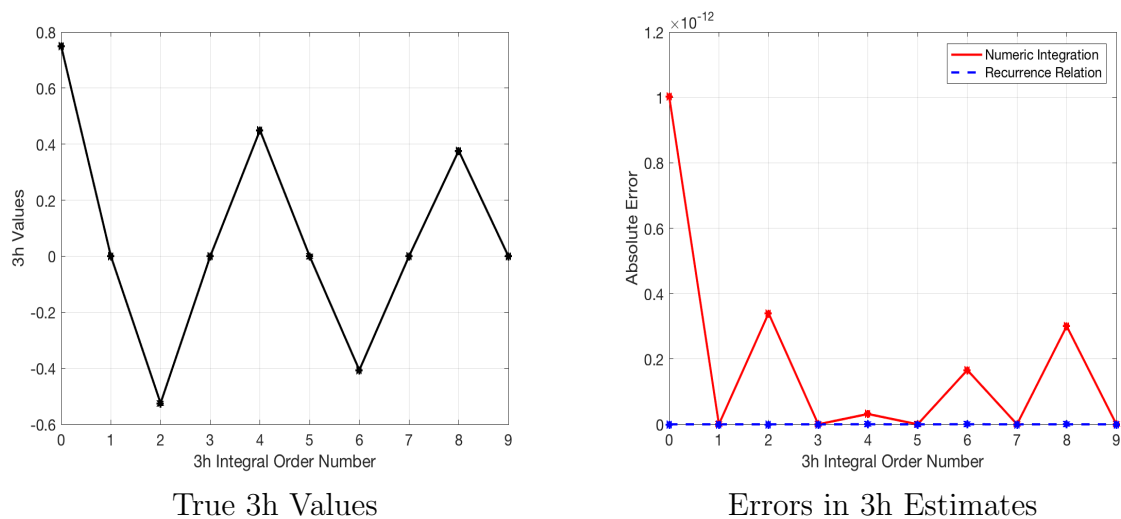 0.8
0.6
0.4
0.2
0
-0.2
-0.4
-0.6
3h Values
0 1 2 3 4 5 6 7 8 9
3h Integral Order Number
True 3h Values
×10-12
1.2
1
0.8
0.6
0.4
0.2
0
Absolute Error
Numeric Integration
Recurrence Relation
0 1 2 3 4 5 6 7 8 9
3h Integral Order Number
Errors in 3h Estimates